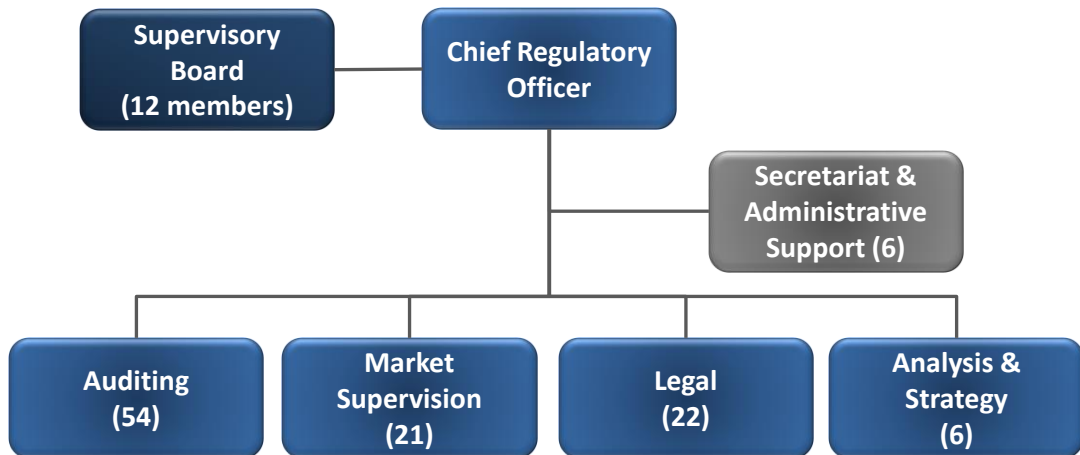 Supervisory
Board
(12 members)
Chief Regulatory
Officer
Secretariat &
Administrative
Support (6)
Auditing
(54)
Market
Supervision
(21)
Legal
(22)
Analysis &
Strategy
(6)